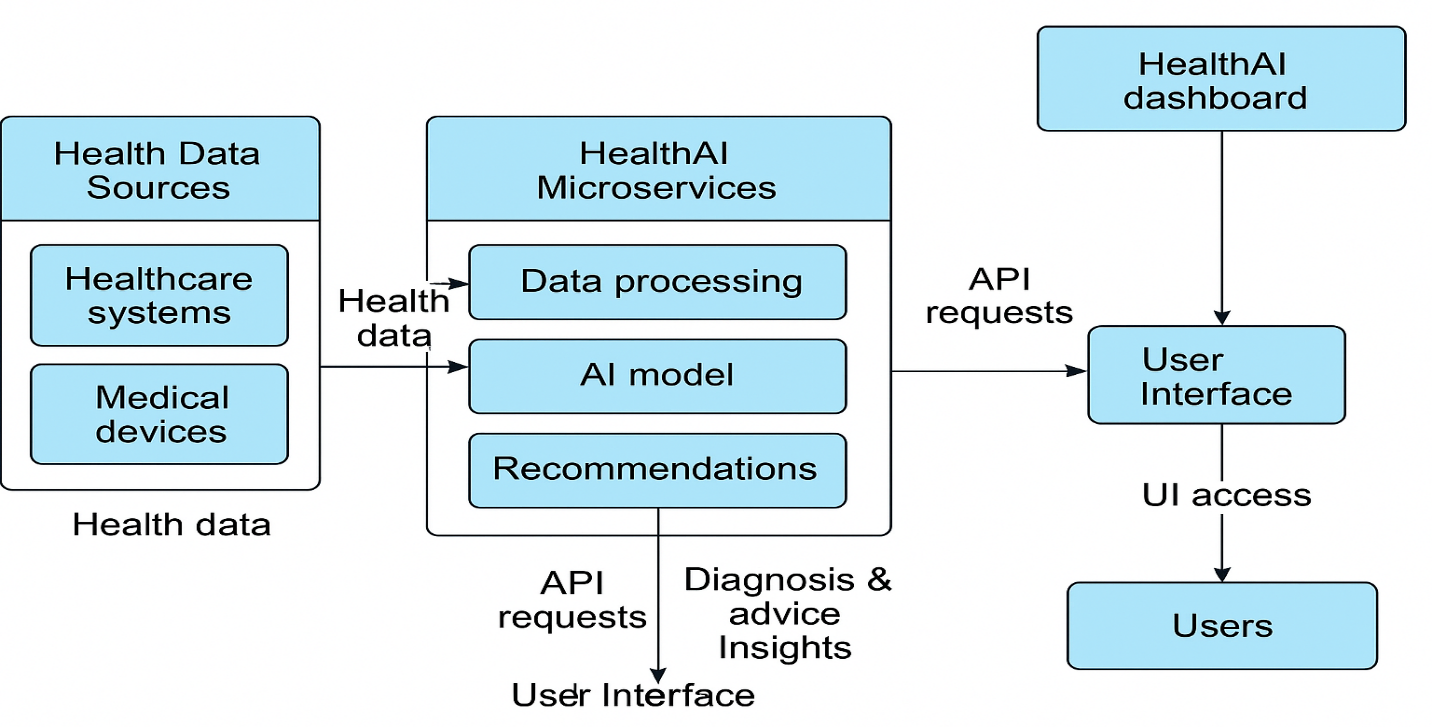 HealthAI
dashboard
Health Data
Sources
Healthcare
systems
Medical
devices
Health data
Health
data
HealthAI
Microservices
Data processing
AI model
Recommendations
API
requests
Diagnosis &
advice
Insights
User Interface
API
requests
User
Interface
UI access
Users